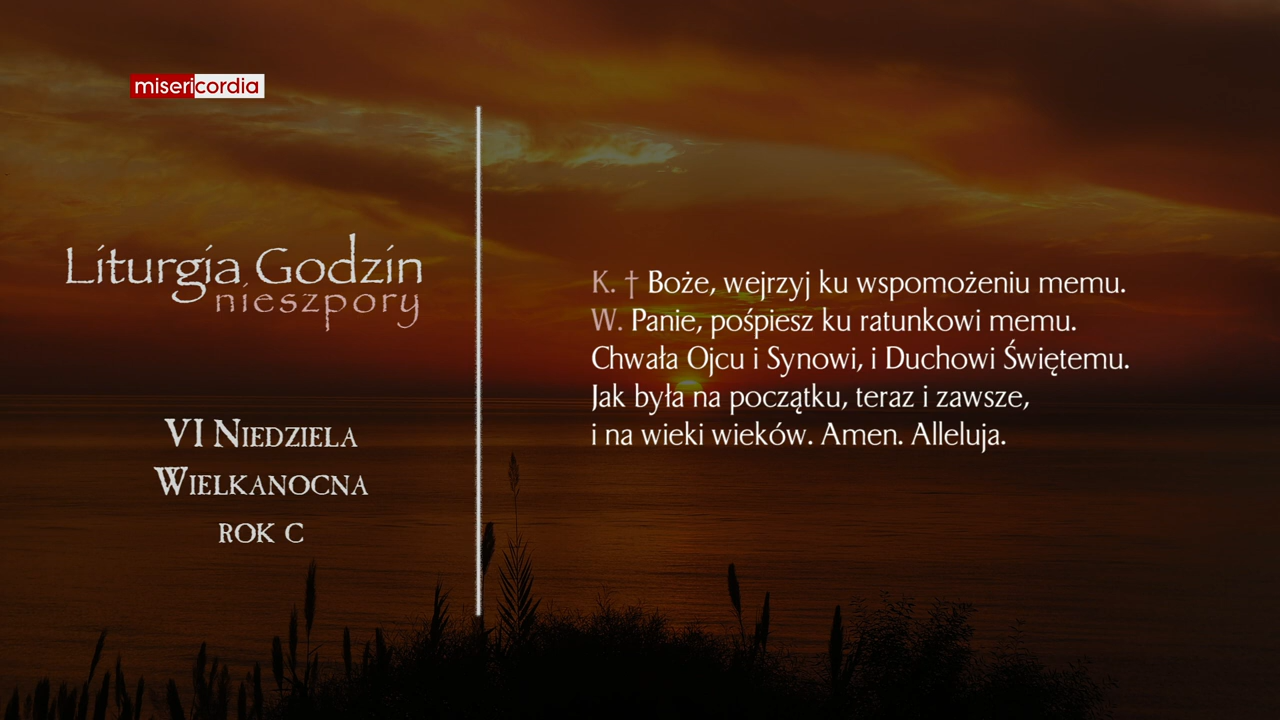 misericordia
Liturgia Godzin
nieszpory
VI Niedziela
Wielkanocna
rok C
K. † Boże, wejrzyj ku wspomożeniu memu.
W. Panie, pośpiesz ku ratunkowi memu.
Chwała Ojcu i Synowi, i Duchowi Świętemu.
Jak była na początku, teraz i zawsze,
i na wieki wieków. Amen. Alleluja.